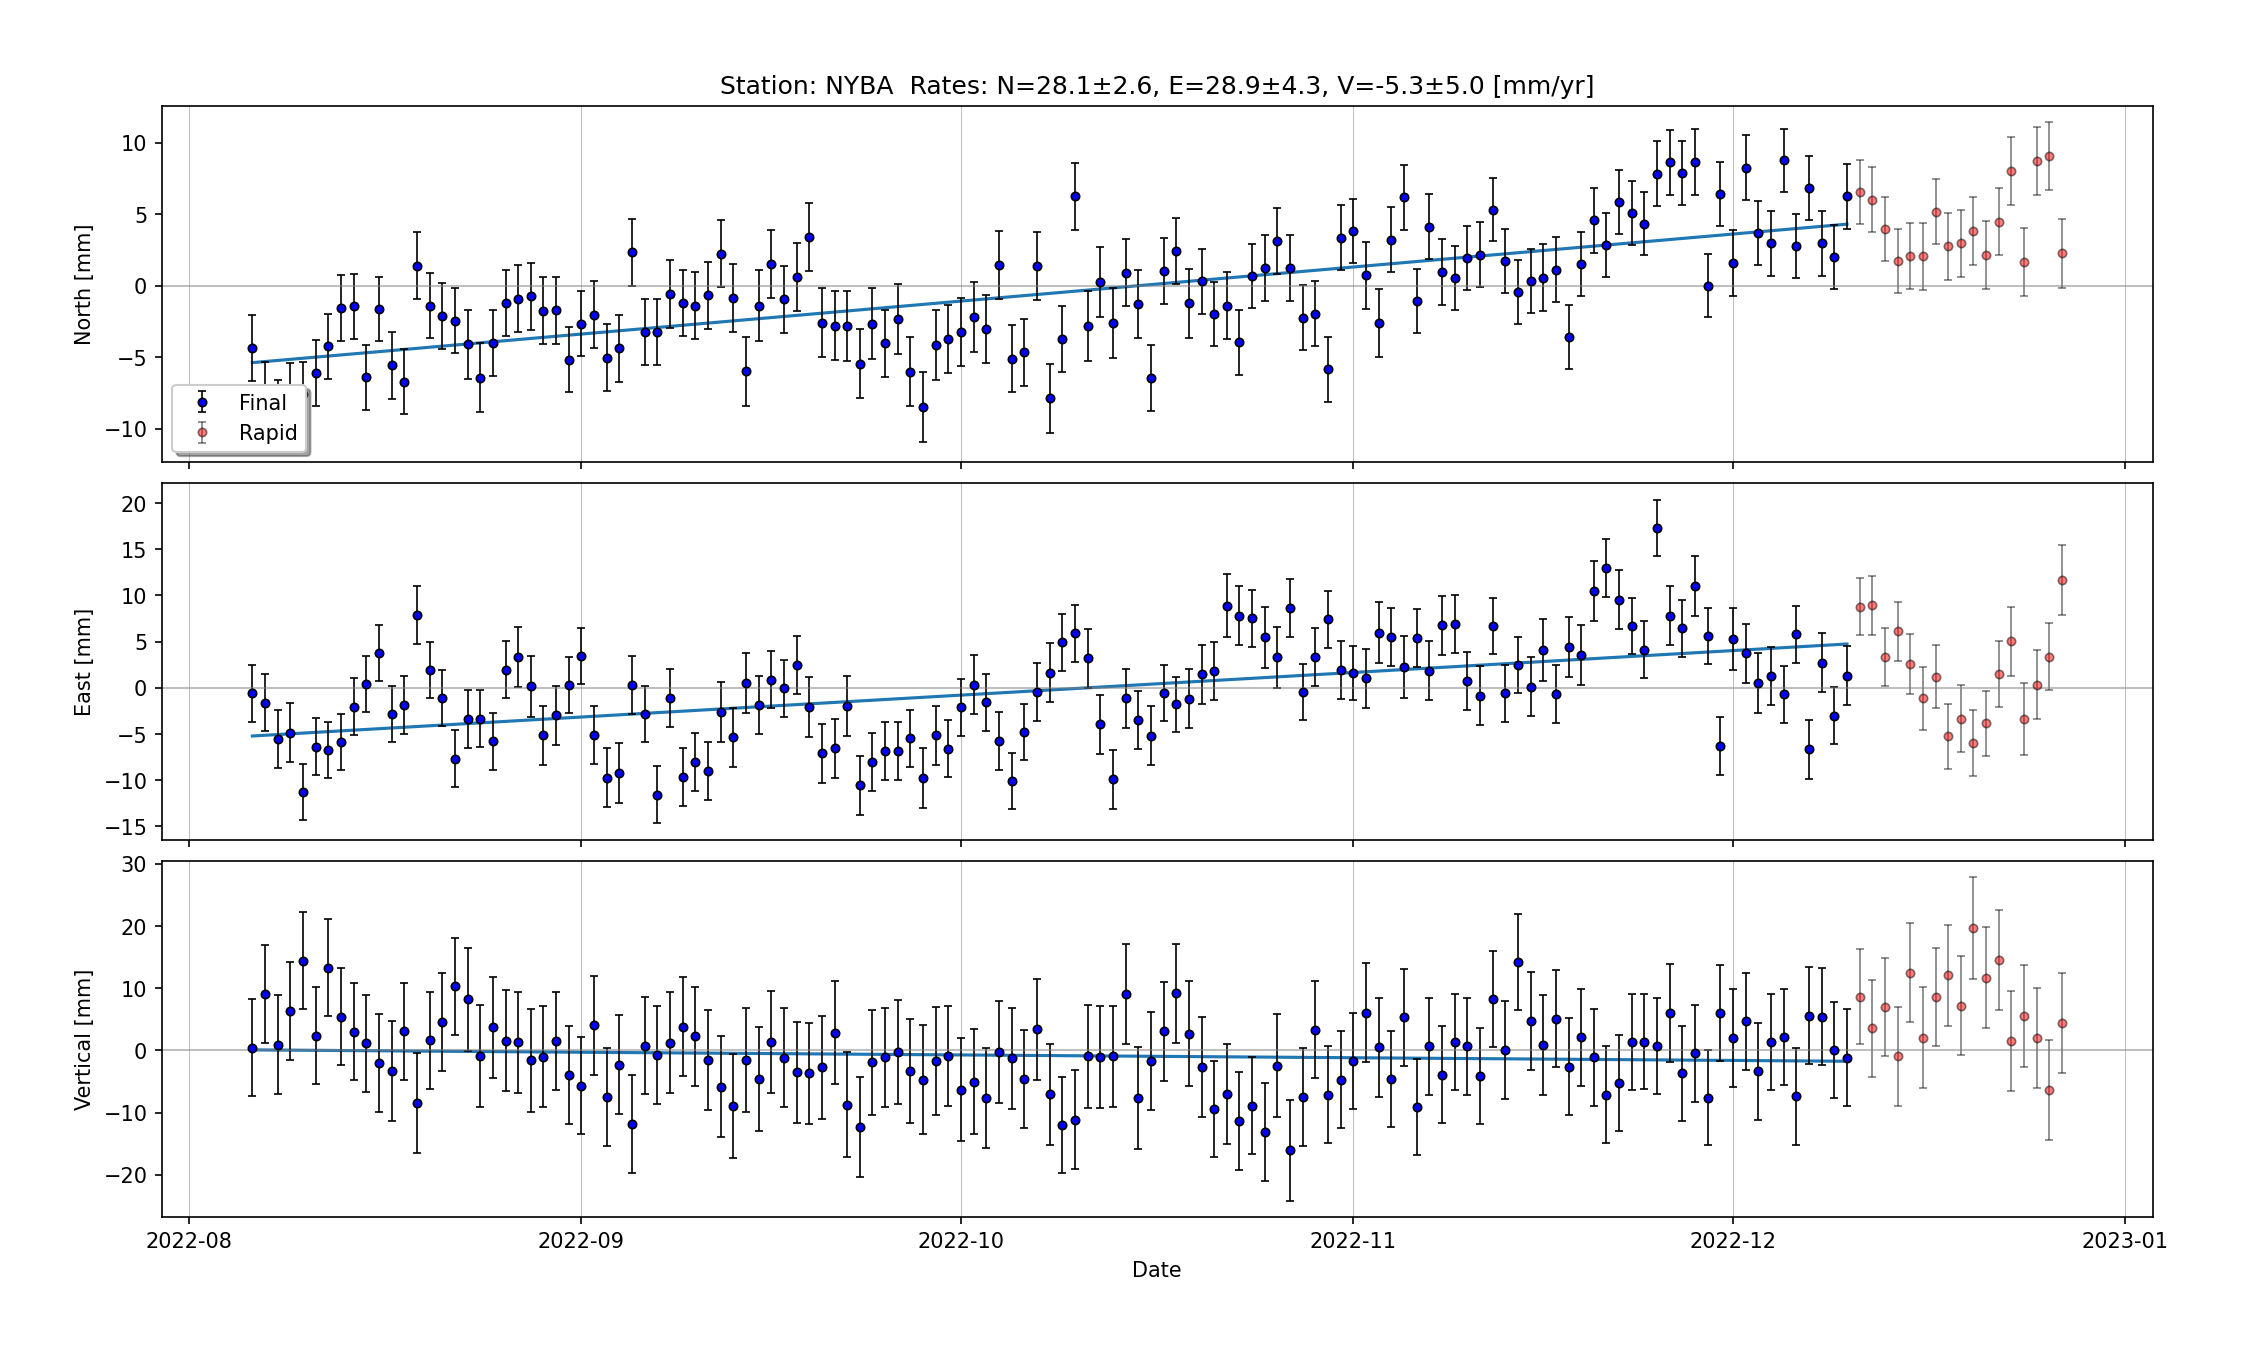 Station: NYBA  Rates: N=28.1±2.6, E=28.9±4.3, V=-5.3±5.0 [mm/yr]
10
5
0
−5
−10
North [mm]
Final
Rapid
20
15
10
5
0
−5
−10
−15
East [mm]
30
20
10
0
−10
−20
Vertical [mm]
2022-08 2022-09 2022-10 2022-11 2022-12 2023-01
Date